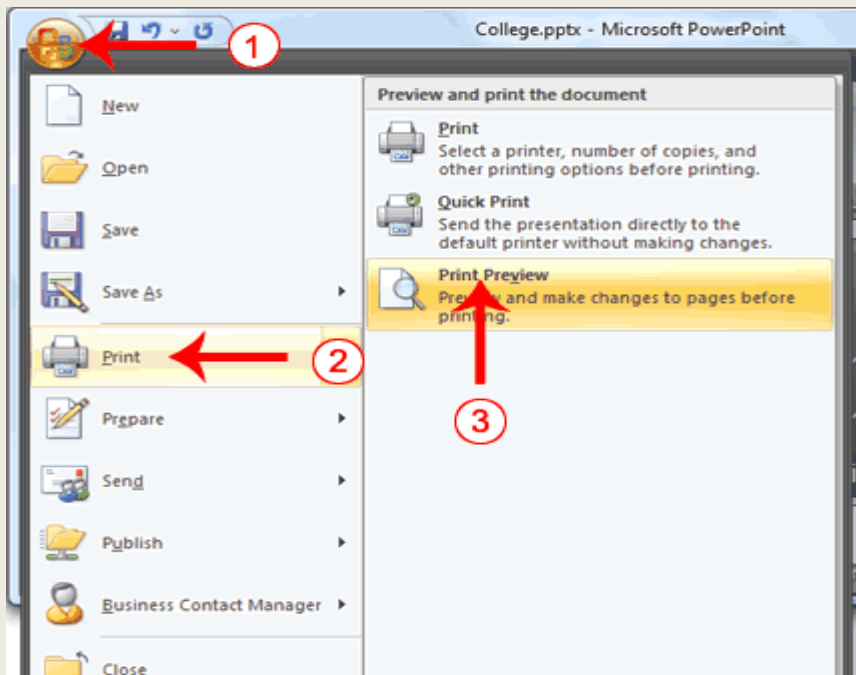 College.pptx - Microsoft PowerPoint
1
New
Open
Save
Save As
Print
2
Prepare
Send
Publish
Business Contact Manager
Close
Preview and print the document
Print
Select a printer, number of copies, and
other printing options before printing.
Quick Print
Send the presentation directly to the
default printer without making changes.
Print Preview
Preview and make changes to pages before
printing.
3